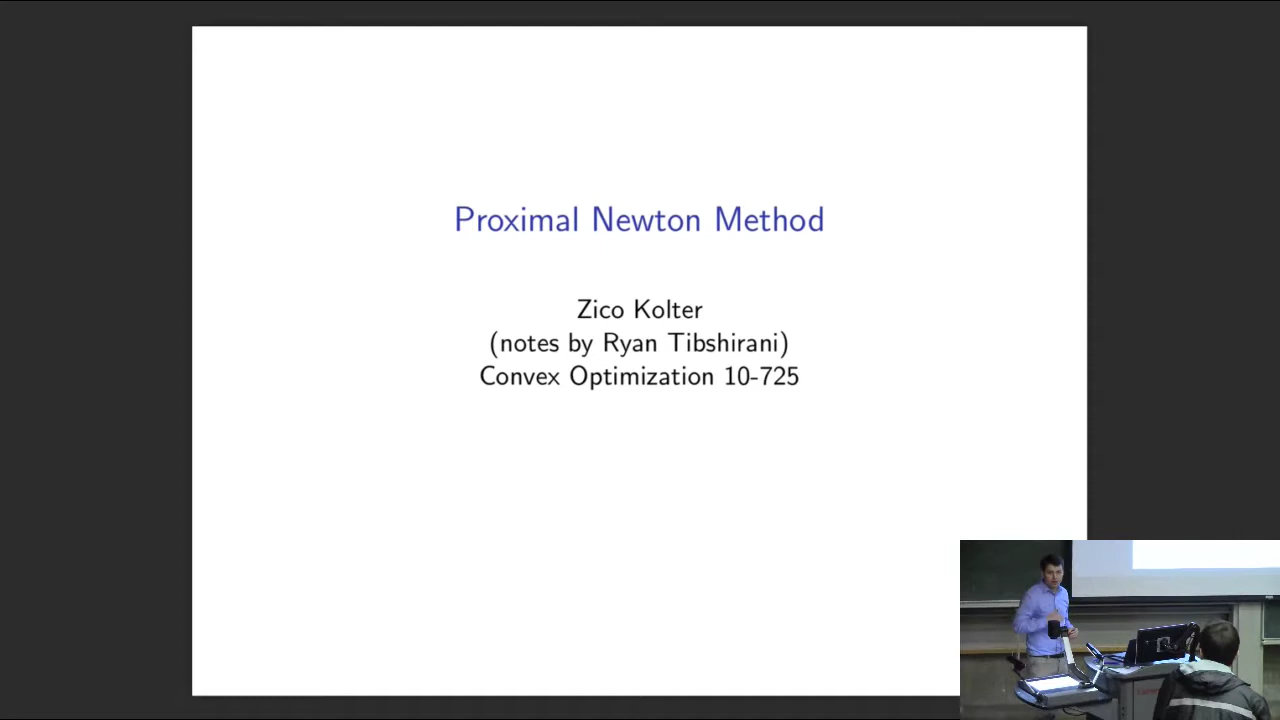 Proximal Newton Method
Zico Kolter
(notes by Ryan Tibshirani)
Convex Optimization 10-725